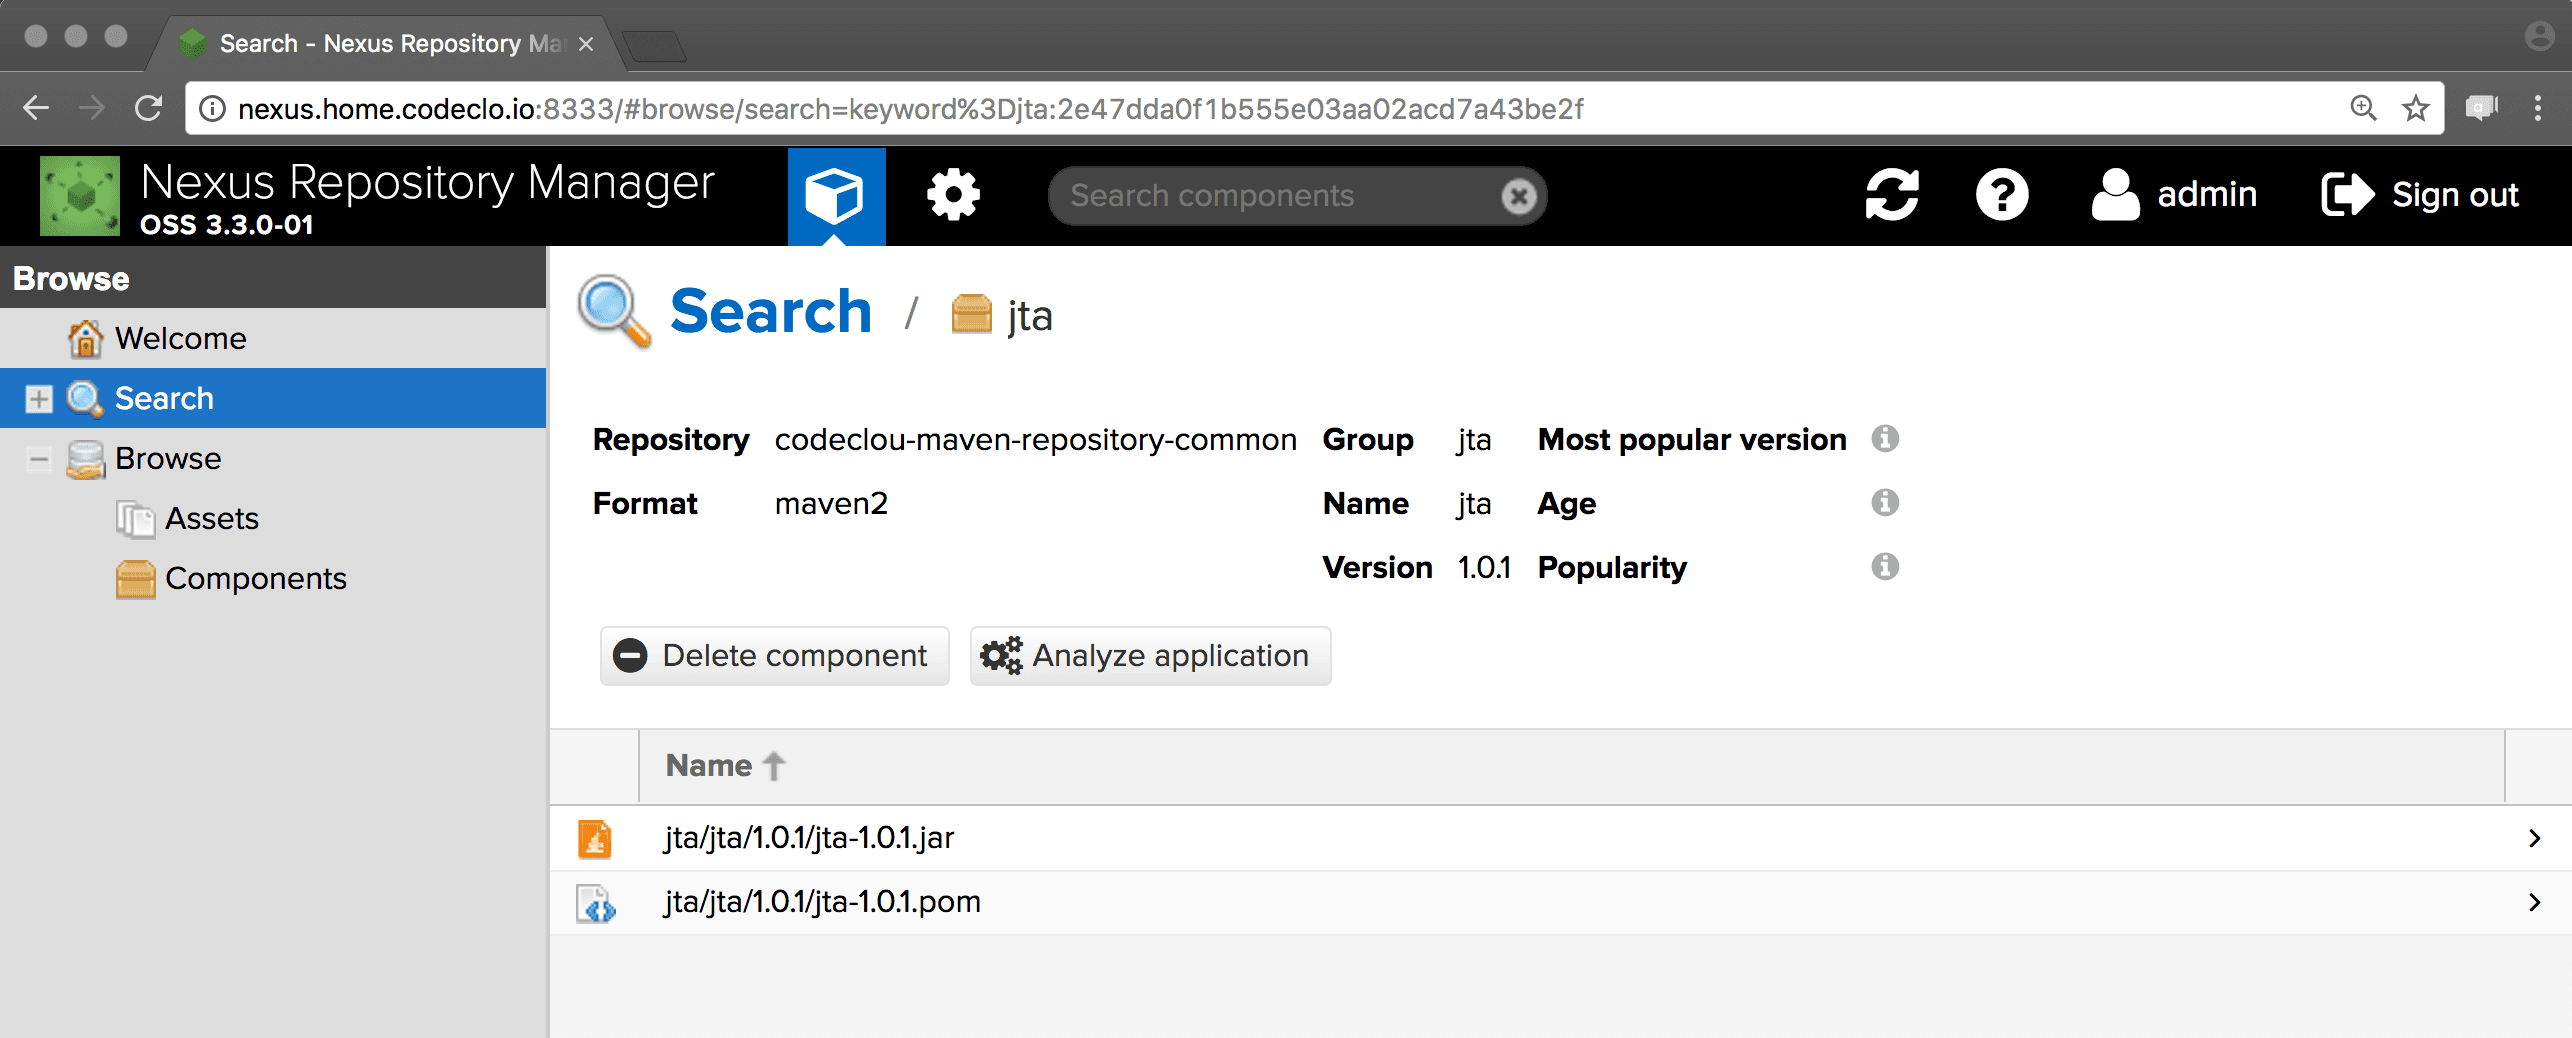 Search - Nexus Repository Ma
nexus.home.codeclo.io:8333/#browse/search=keyword%3Djta:2e47dda0f1b555e03aa02acd7a43be2f
Nexus Repository Manager
OSS 3.3.0-01
Search components
admin
Sign out
Browse
Welcome
Search
Browse
Assets
Components
Search / jta
Repository codeclou-maven-repository-common Group jta Most popular version
Format maven2 Name jta Age
Version 1.0.1 Popularity
Delete component Analyze application
Name
jta/jta/1.0.1/jta-1.0.1.jar
jta/jta/1.0.1/jta-1.0.1.pom